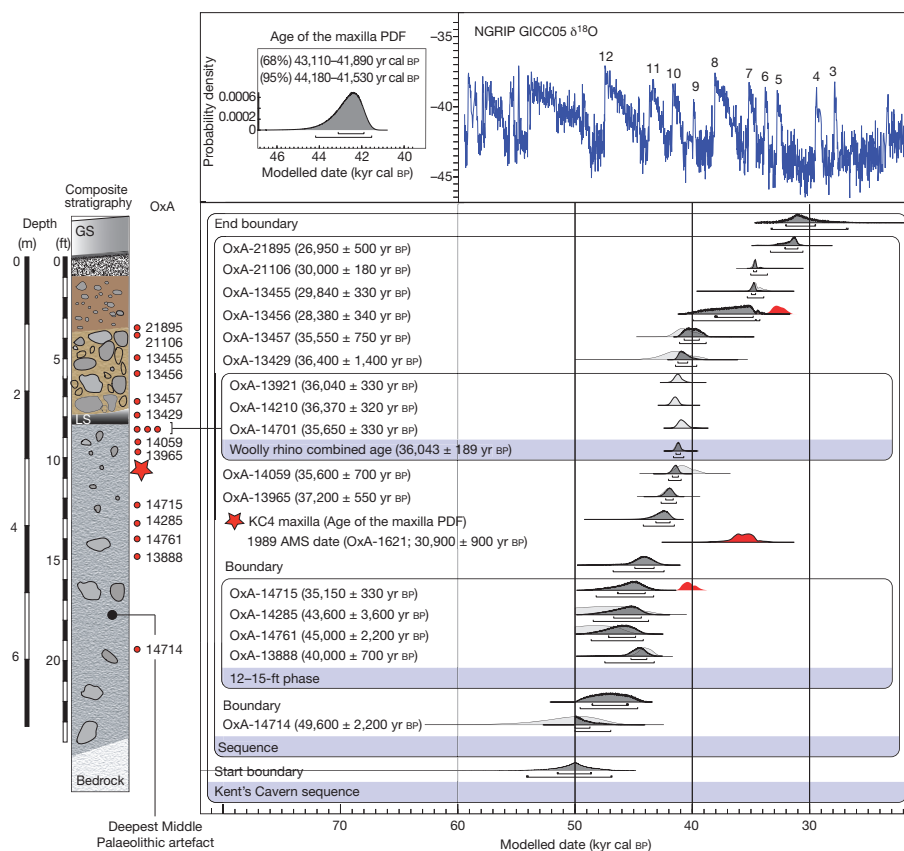 Age of the maxilla PDF
(68%) 43,110–41,890 yr cal BP
(95%) 44,180–41,530 yr cal BP
Probability density
0.0006
0.0002
0
46 44 42 40
Modelled date (kyr cal BP)
NGRIP GICC05 δ18O
−35
−40
−45
12 11 10 9 8 7 6 5 4 3
Composite
stratigraphy
OxA
Depth
(m) (ft)
GS
LS
Bedrock
0
2
4
6
0
5
10
15
20
21895
21106
13455
13456
13457
13429
14059
13965
14715
14285
14761
13888
14714
Deepest Middle
Palaeolithic artefact
End boundary
OxA-21895 (26,950 ± 500 yr BP)
OxA-21106 (30,000 ± 180 yr BP)
OxA-13455 (29,840 ± 330 yr BP)
OxA-13456 (28,380 ± 340 yr BP)
OxA-13457 (35,550 ± 750 yr BP)
OxA-13429 (36,400 ± 1,400 yr BP)
OxA-13921 (36,040 ± 330 yr BP)
OxA-14210 (36,370 ± 320 yr BP)
OxA-14701 (35,650 ± 330 yr BP)
Woolly rhino combined age (36,043 ± 189 yr BP)
OxA-14059 (35,600 ± 700 yr BP)
OxA-13965 (37,200 ± 550 yr BP)
KC4 maxilla (Age of the maxilla PDF)
1989 AMS date (OxA-1621; 30,900 ± 900 yr BP)
Boundary
OxA-14715 (35,150 ± 330 yr BP)
OxA-14285 (43,600 ± 3,600 yr BP)
OxA-14761 (45,000 ± 2,200 yr BP)
OxA-13888 (40,000 ± 700 yr BP)
12–15-ft phase
Boundary
OxA-14714 (49,600 ± 2,200 yr BP)
Sequence
Start boundary
Kent's Cavern sequence
70 60 50 40 30
Modelled date (kyr cal BP)